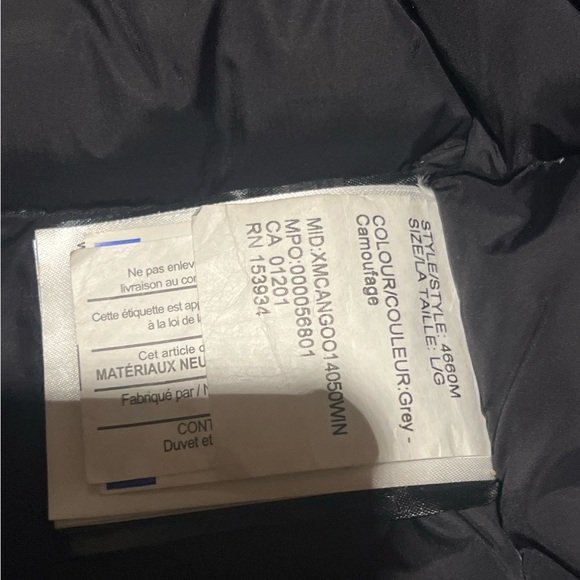 STYLE/STYLE: 4660M
SIZE/LA TAILLE: L/G
COLOUR/COULEUR:Grey -
Camoufage
MID:XMCANGOO14050WIN
MPO:000056801
CA 01201
RN 153934
Ne pas enlev
livraison au con
Cette étiquette est app
à la loi de l
Cet article
MATÉRIAUX NEU
Fabriqué par / N
CONT
Duvet et